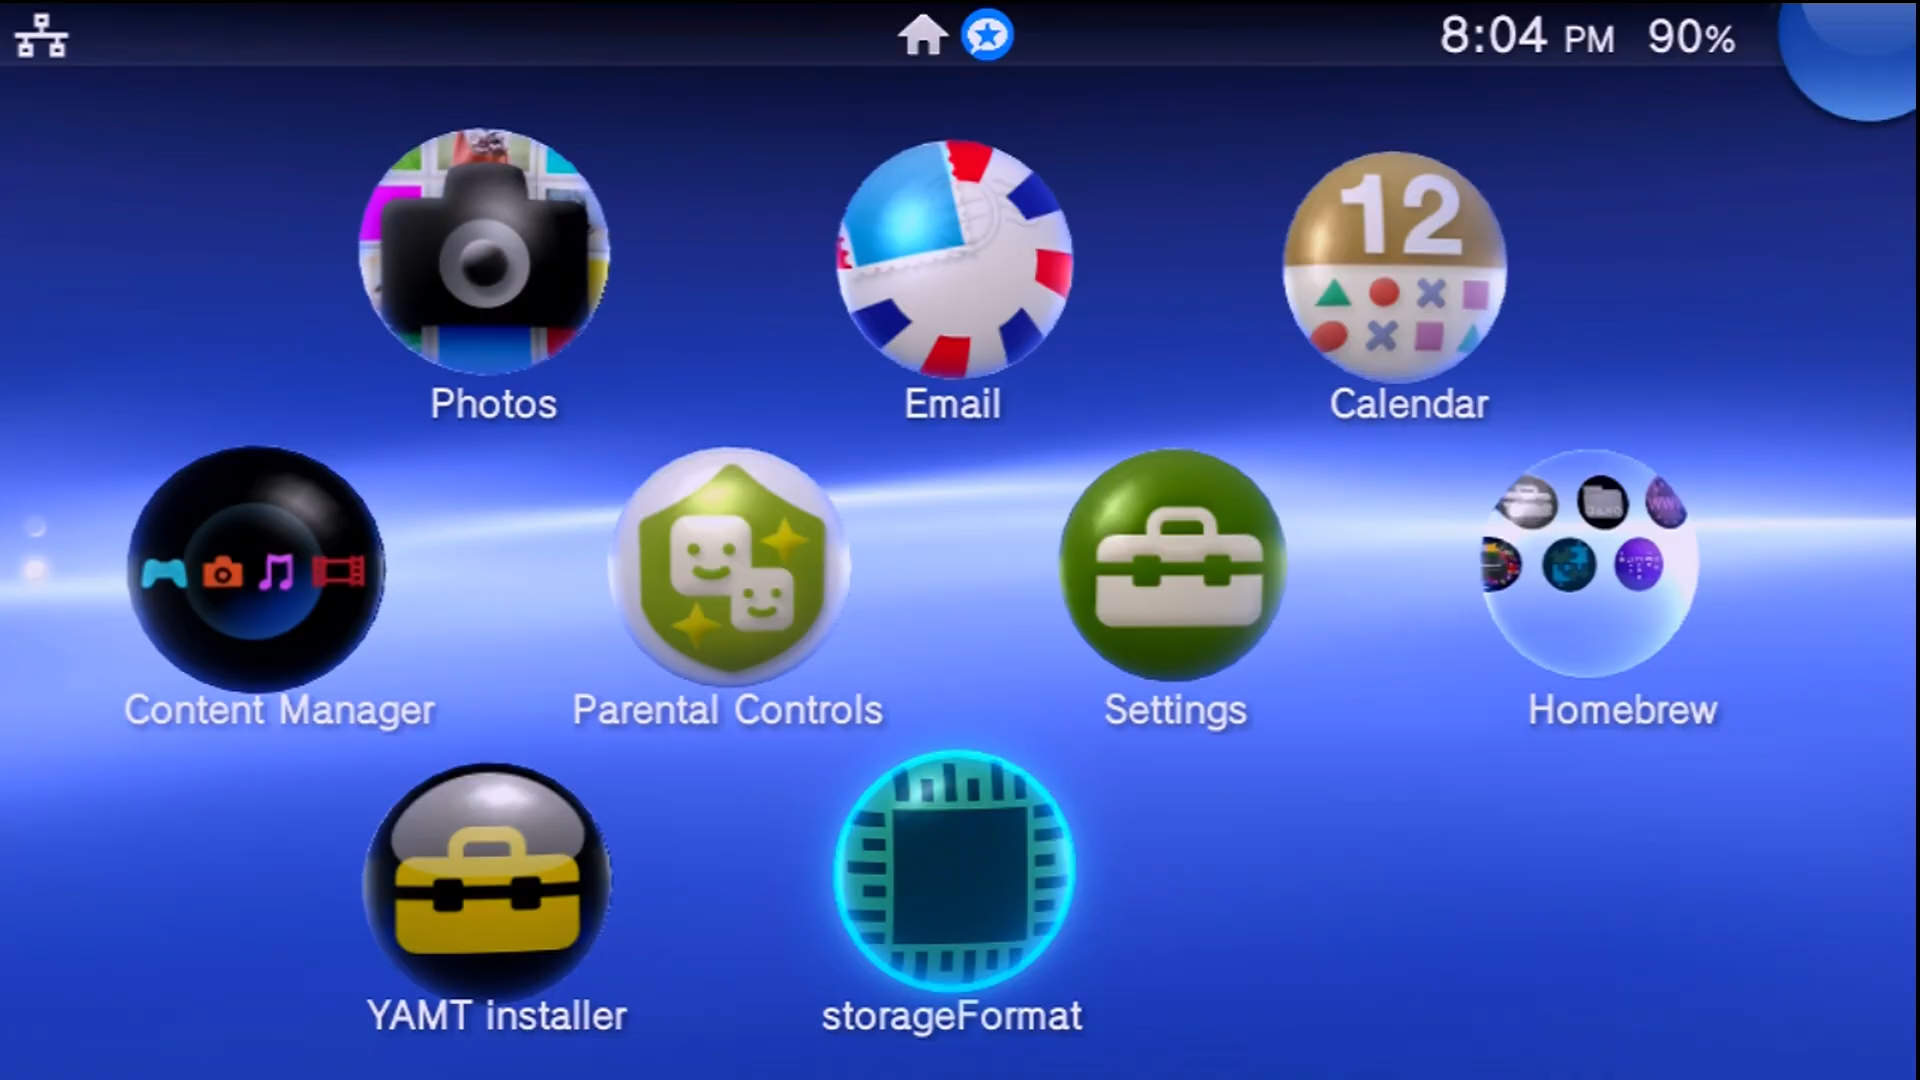 8:04 PM 90%
12
Photos
Email
Calendar
Content Manager
Parental Controls
Settings
Homebrew
YAMT installer
storageFormat